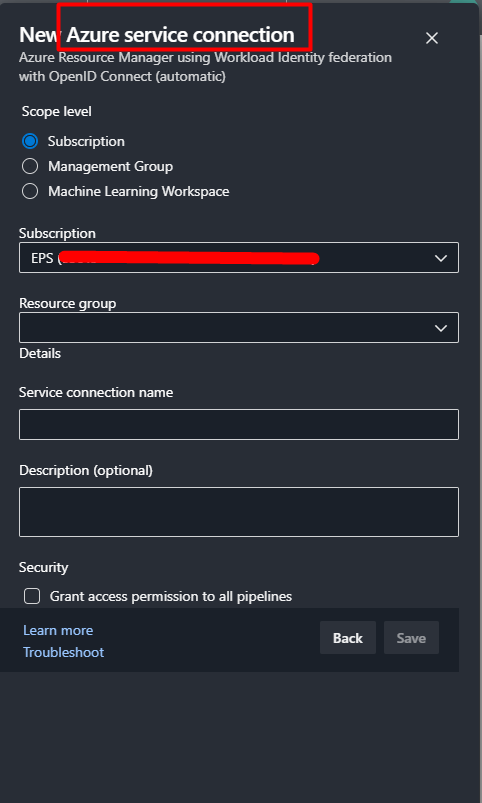 New Azure service connection
Azure Resource Manager using Workload Identity federation
with OpenID Connect (automatic)
Scope level
Subscription
Management Group
Machine Learning Workspace
Subscription
EPS (
Resource group
Details
Service connection name
Description (optional)
Security
Grant access permission to all pipelines
Learn more
Back
Save
Troubleshoot